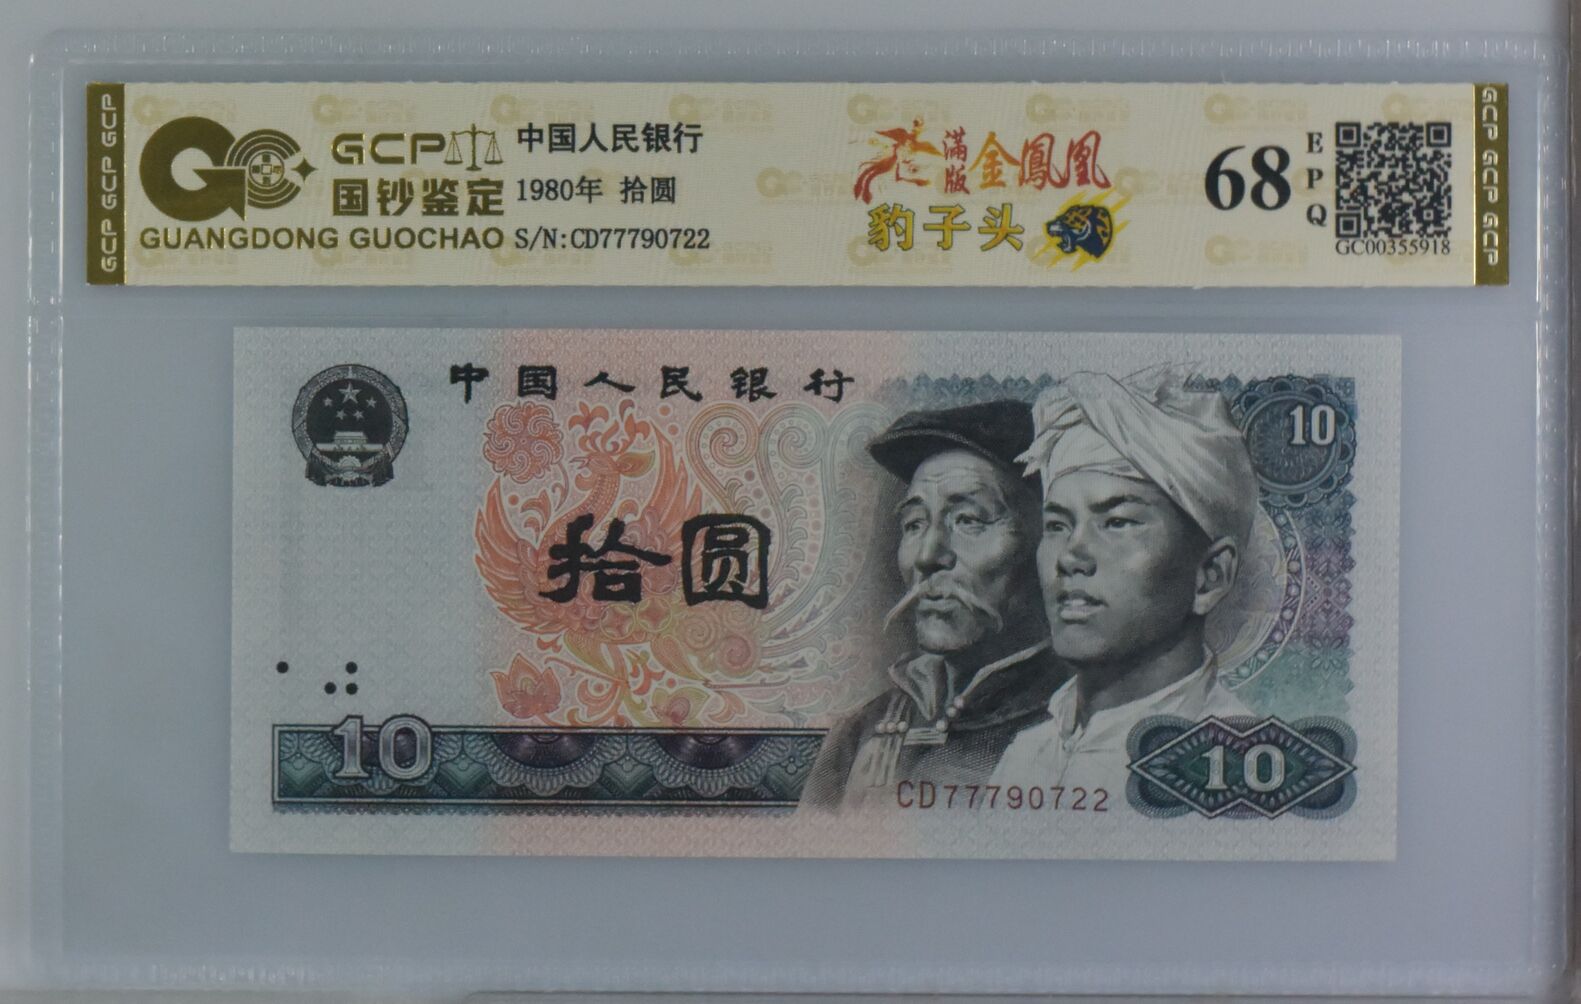 GCP
国钞鉴定
GUANGDONG GUOCHAO
中国人民银行
1980年 拾圆
S/N:CD77790722
满版金鳳凰
豹子头
68
EPQ
GC00355918
GCP GCP GCP
GCP GCP GCP
中国人民银行
10
拾圆
10
CD77790722
10